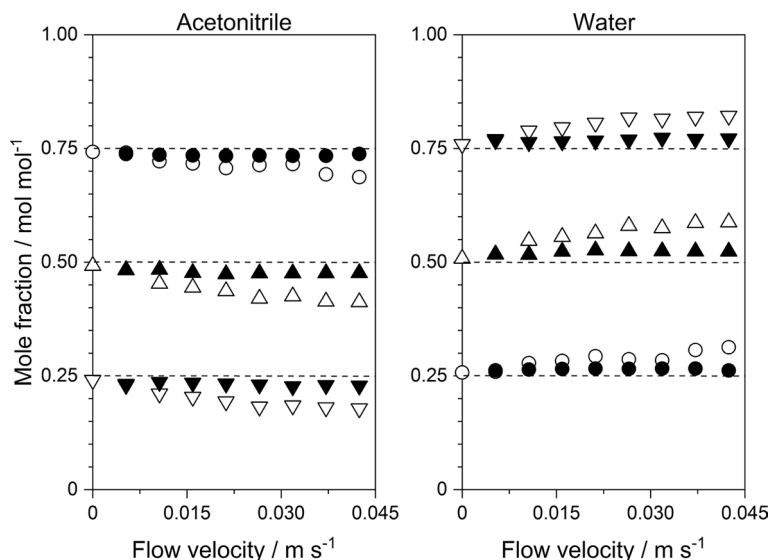 Acetonitrile
Water
Mole fraction / mol mol⁻¹
1.00
0.75
0.50
0.25
0
1.00
0.75
0.50
0.25
0
0 0.015 0.030 0.045
0 0.015 0.030 0.045
Flow velocity / m s⁻¹
Flow velocity / m s⁻¹